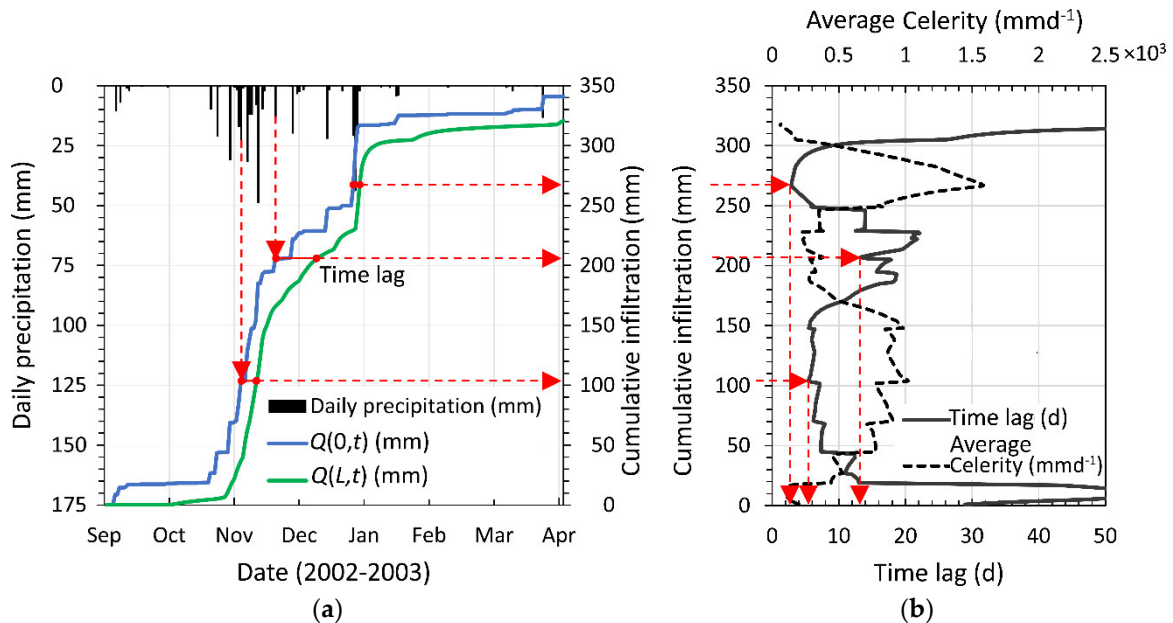 Average Celerity (mmd-1)
0 0.5 1 1.5 2 2.5 ×10³
Daily precipitation (mm)
0
25
50
75
100
125
150
175
Time lag
Daily precipitation (mm)
Q(0,t) (mm)
Q(L,t) (mm)
350
300
250
200
150
100
50
0
Cumulative infiltration (mm)
Sep Oct Nov Dec Jan Feb Mar Apr
Date (2002-2003)
(a)
Cumulative infiltration (mm)
350
300
250
200
150
100
50
0
Time lag (d)
Average
Celerity (mmd-1)
0 10 20 30 40 50
Time lag (d)
(b)